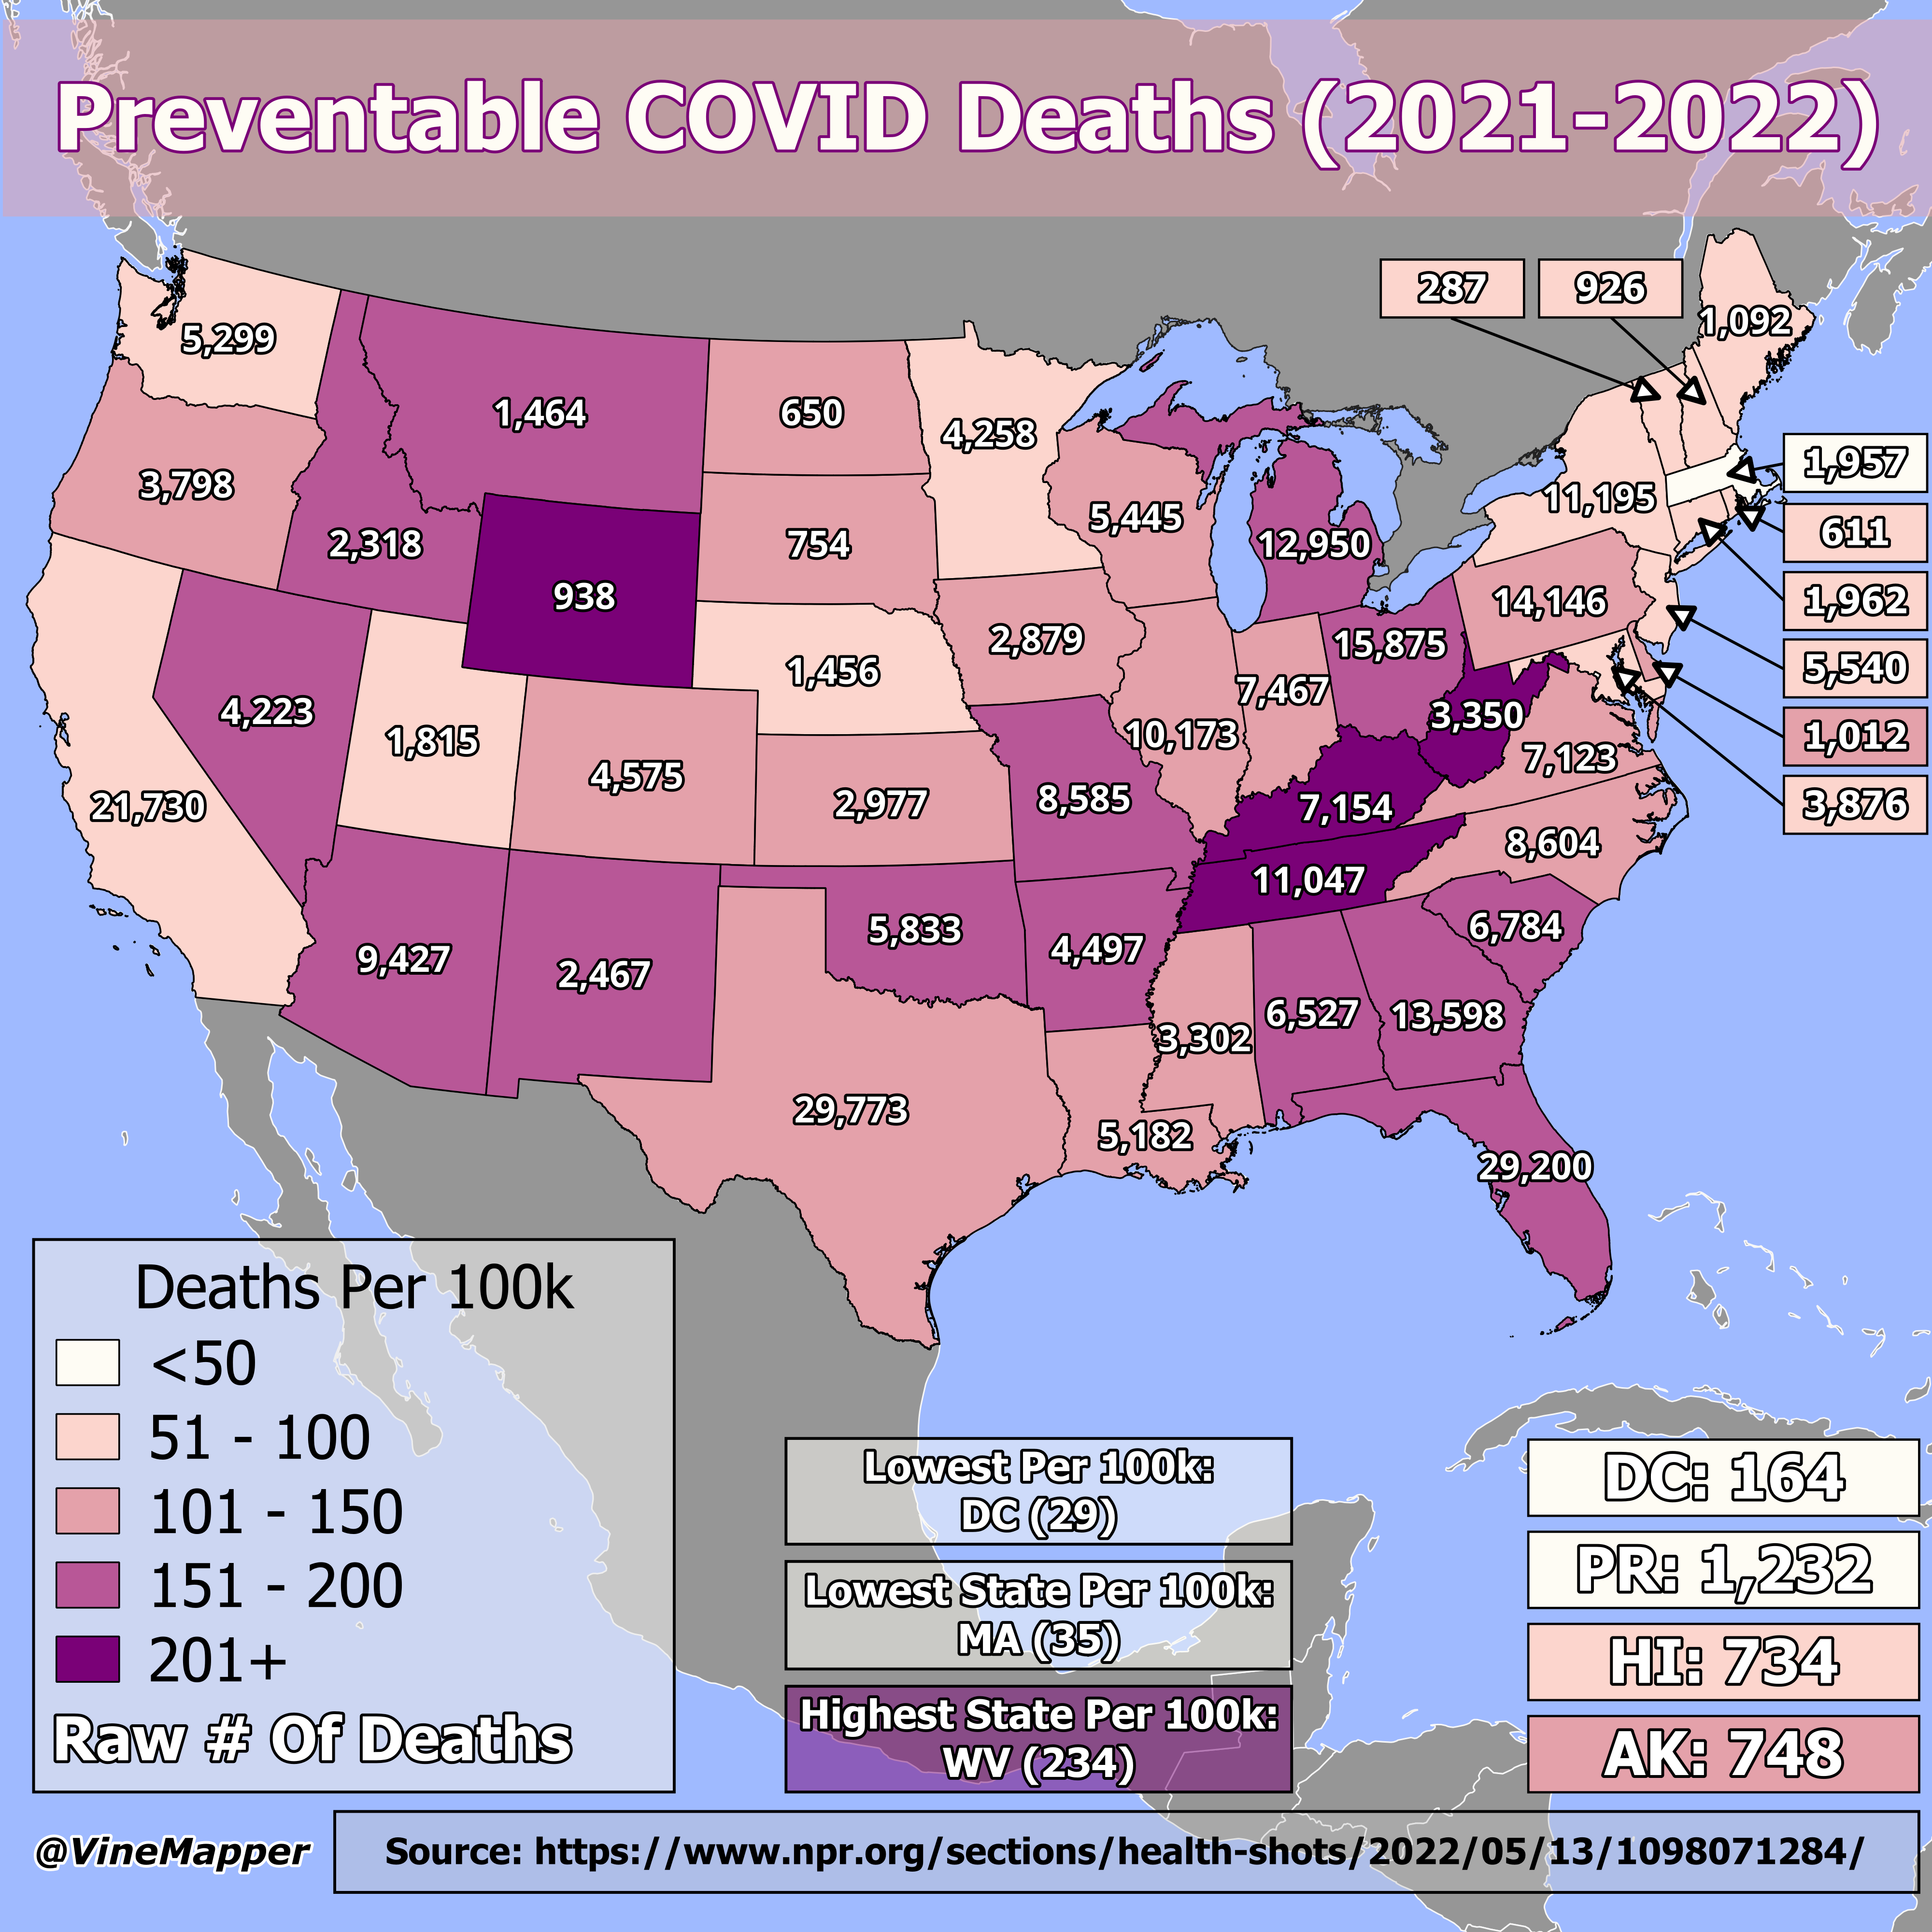 Preventable COVID Deaths (2021-2022)
287
926
1,092
5,299
1,464
650
4,258
3,798
2,318
938
754
5,445
12,950
11,195
1,957
611
1,962
5,540
1,012
3,876
14,146
15,875
2,879
1,456
7,467
4,223
1,815
4,575
2,977
10,173
3,350
7,123
21,730
8,585
7,154
8,604
11,047
9,427
2,467
5,833
4,497
6,784
3,302
6,527
13,598
29,773
5,182
29,200
Deaths Per 100k
<50
51 - 100
101 - 150
151 - 200
201+
Raw # Of Deaths
Lowest Per 100k:
DC (29)
Lowest State Per 100k:
MA (35)
Highest State Per 100k:
WV (234)
DC: 164
PR: 1,232
HI: 734
AK: 748
@VineMapper
Source: https://www.npr.org/sections/health-shots/2022/05/13/1098071284/